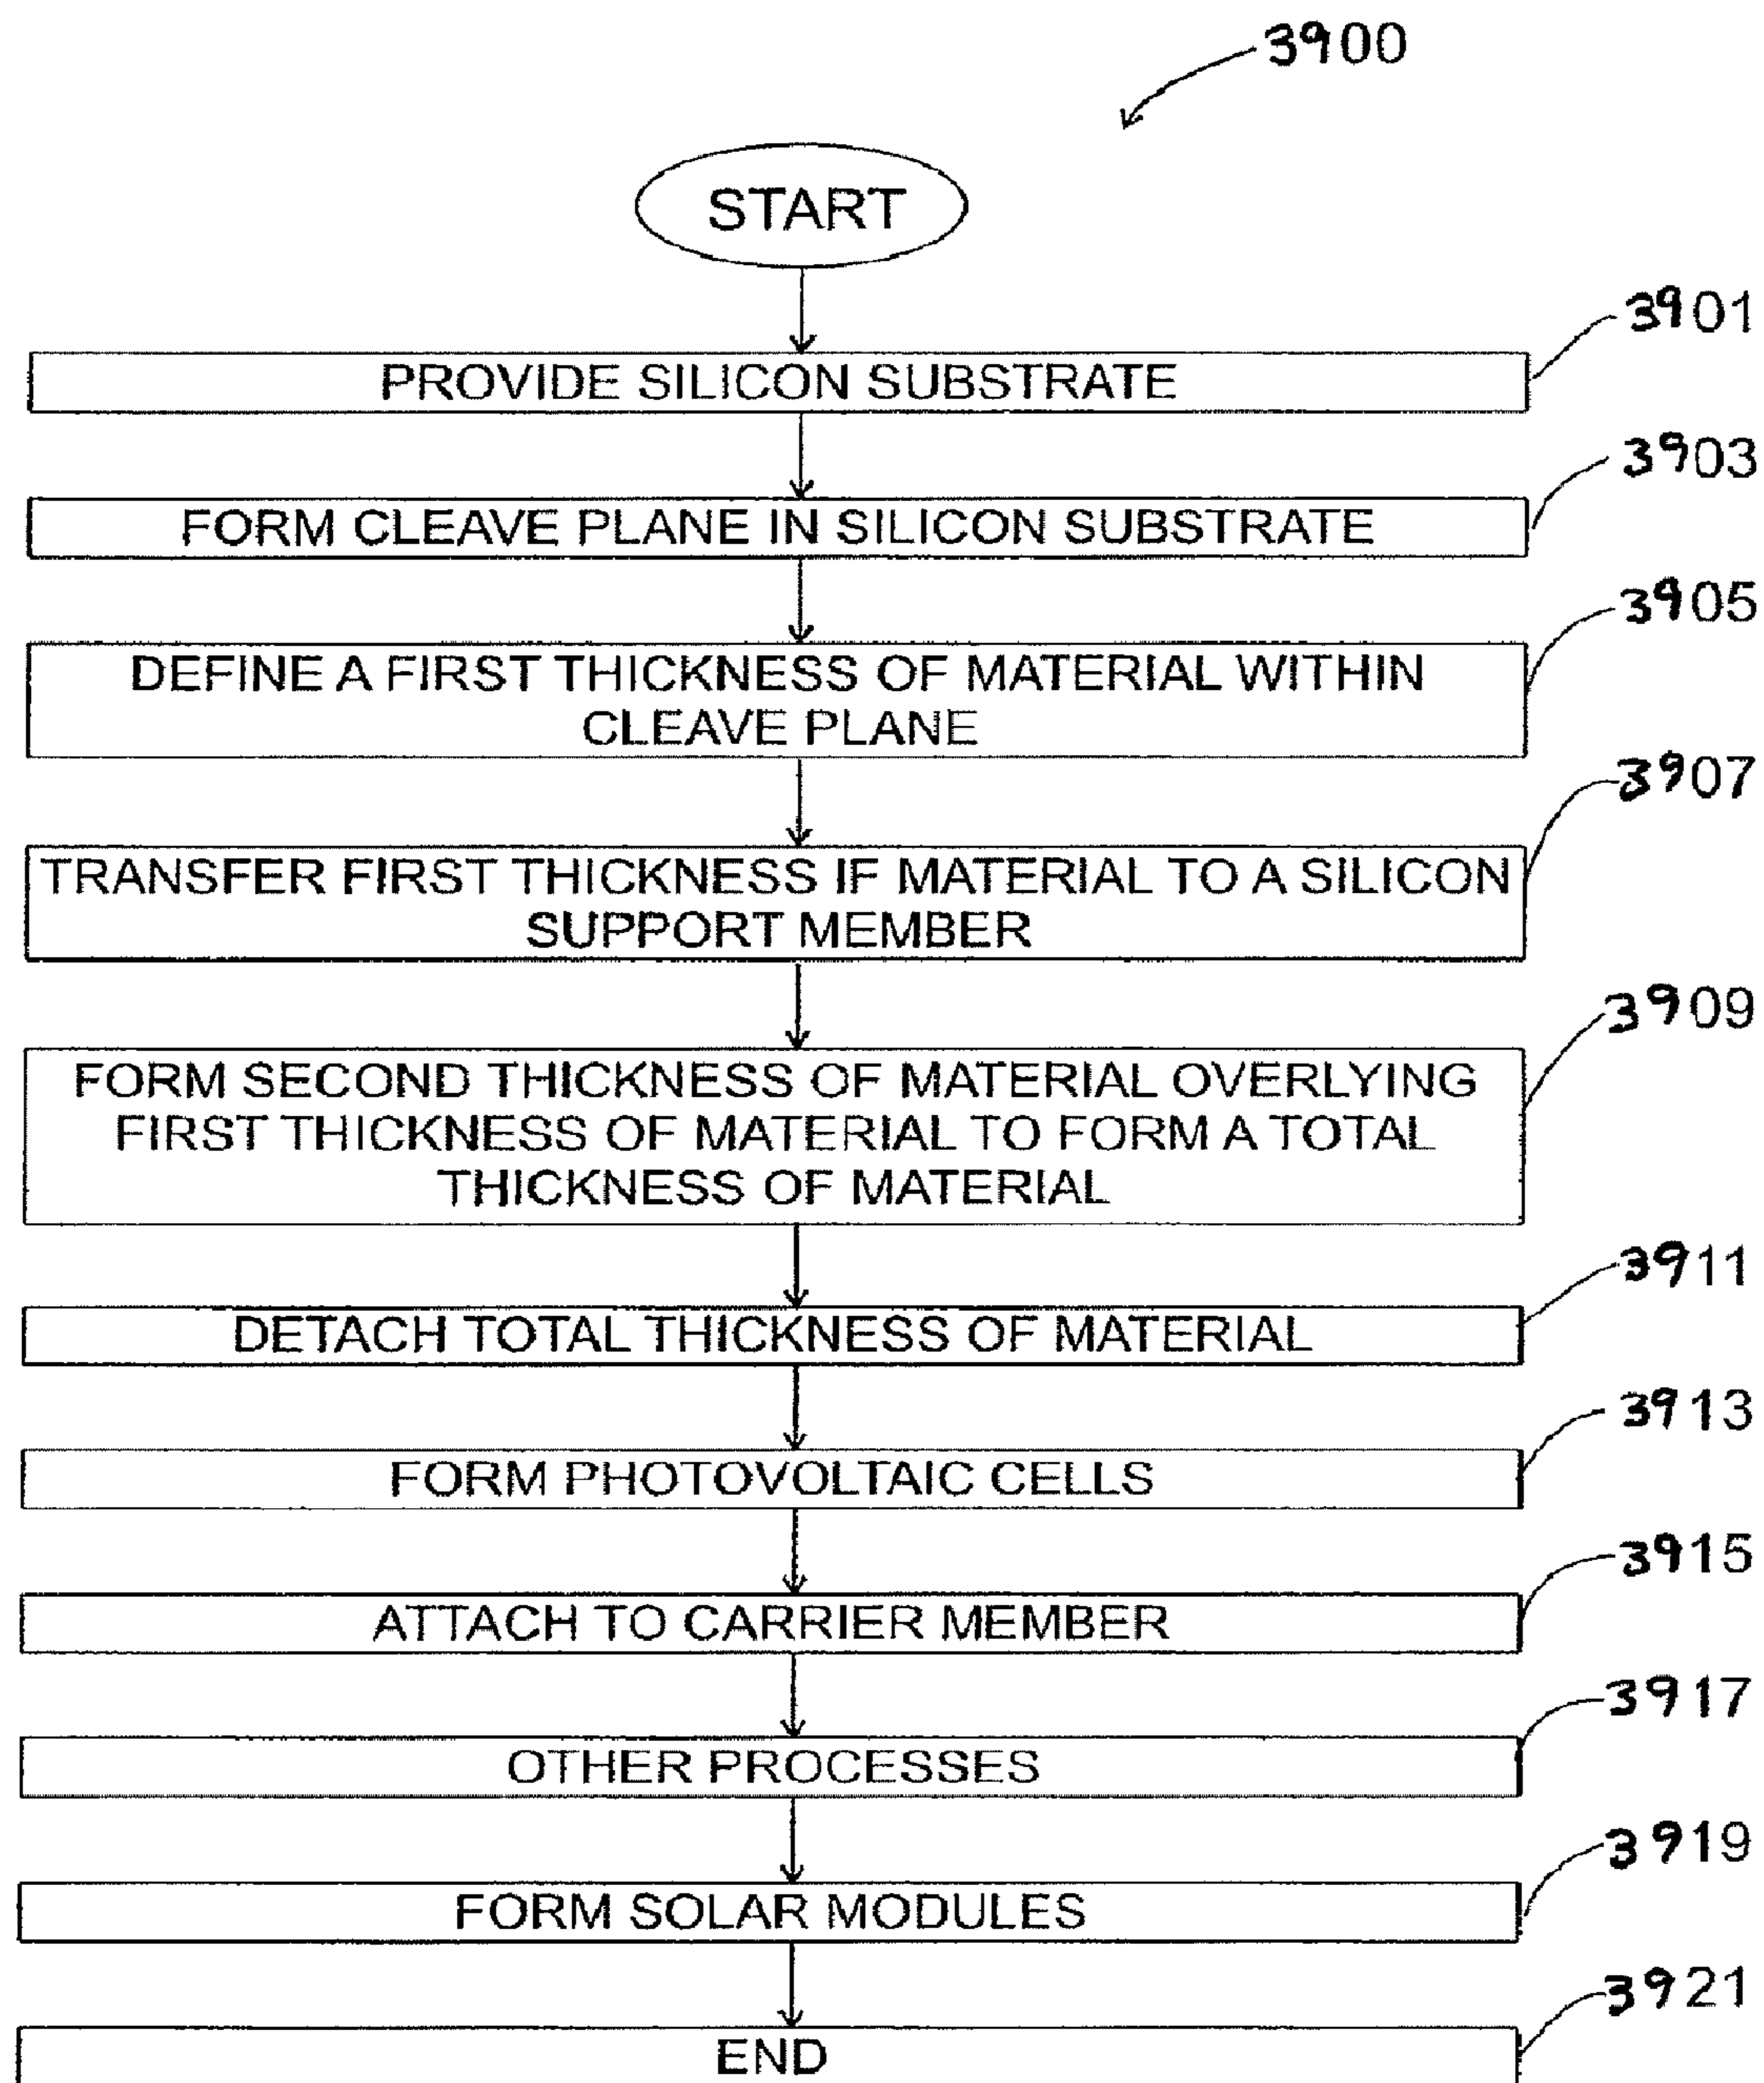 3900
START
3901
PROVIDE SILICON SUBSTRATE
3903
FORM CLEAVE PLANE IN SILICON SUBSTRATE
3905
DEFINE A FIRST THICKNESS OF MATERIAL WITHIN
CLEAVE PLANE
3907
TRANSFER FIRST THICKNESS IF MATERIAL TO A SILICON
SUPPORT MEMBER
3909
FORM SECOND THICKNESS OF MATERIAL OVERLYING
FIRST THICKNESS OF MATERIAL TO FORM A TOTAL
THICKNESS OF MATERIAL
3911
DETACH TOTAL THICKNESS OF MATERIAL
3913
FORM PHOTOVOLTAIC CELLS
3915
ATTACH TO CARRIER MEMBER
3917
OTHER PROCESSES
3919
FORM SOLAR MODULES
3921
END